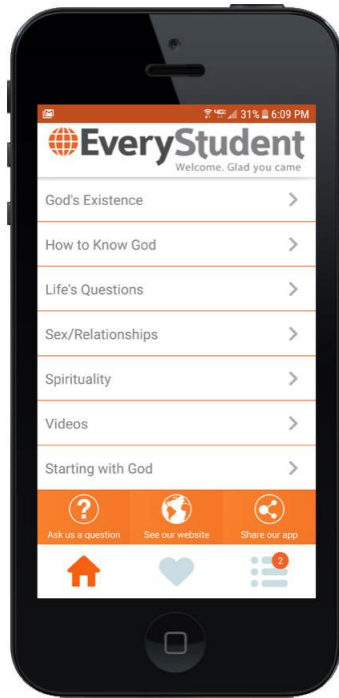 4G 31% 6:09 PM
EveryStudent
Welcome. Glad you came
God's Existence
How to Know God
Life's Questions
Sex/Relationships
Spirituality
Videos
Starting with God
?
Ask us a question See our website Share our app
2